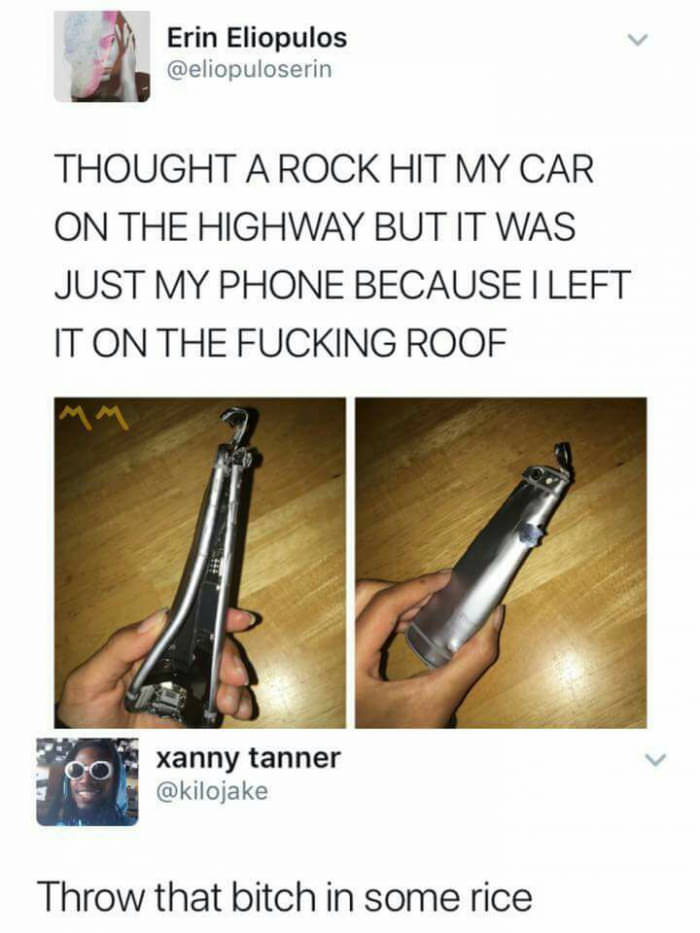 Erin Eliopulos
@eliopuloserin
THOUGHT A ROCK HIT MY CAR
ON THE HIGHWAY BUT IT WAS
JUST MY PHONE BECAUSE I LEFT
IT ON THE FUCKING ROOF
xanny tanner
@kilojake
Throw that bitch in some rice